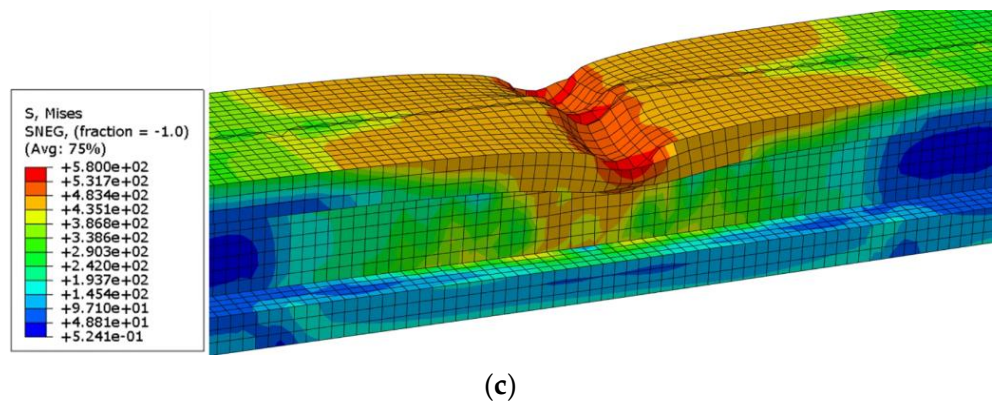 S, Mises
SNEG, (fraction = -1.0)
(Avg: 75%)
+5.800e+02
+5.317e+02
+4.834e+02
+4.351e+02
+3.868e+02
+3.386e+02
+2.903e+02
+2.420e+02
+1.937e+02
+1.454e+02
+9.710e+01
+4.881e+01
+5.241e-01
(c)